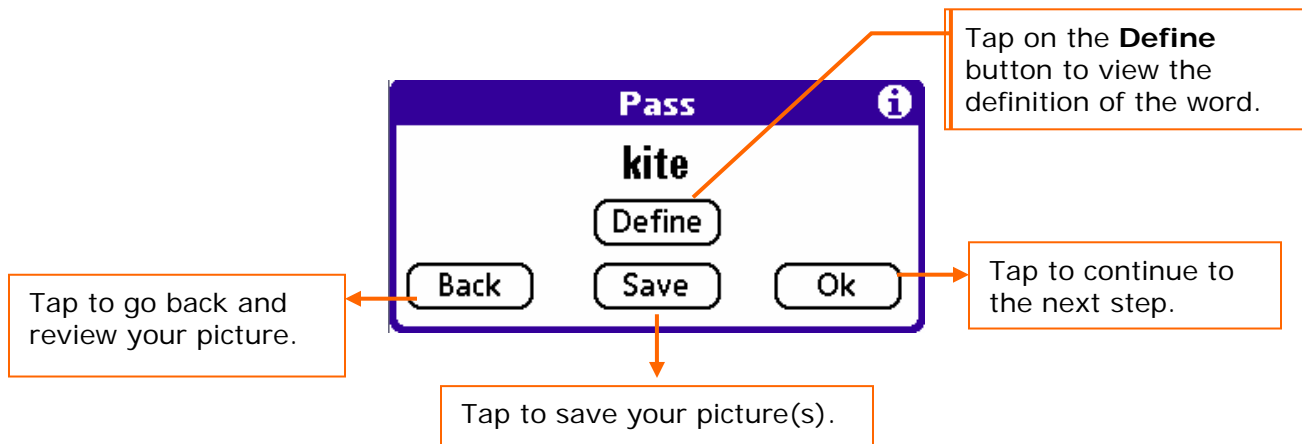 Tap on the Define
button to view the
definition of the word.
Pass
kite
Define
Back
Save
Ok
Tap to go back and
review your picture.
Tap to continue to
the next step.
Tap to save your picture(s).